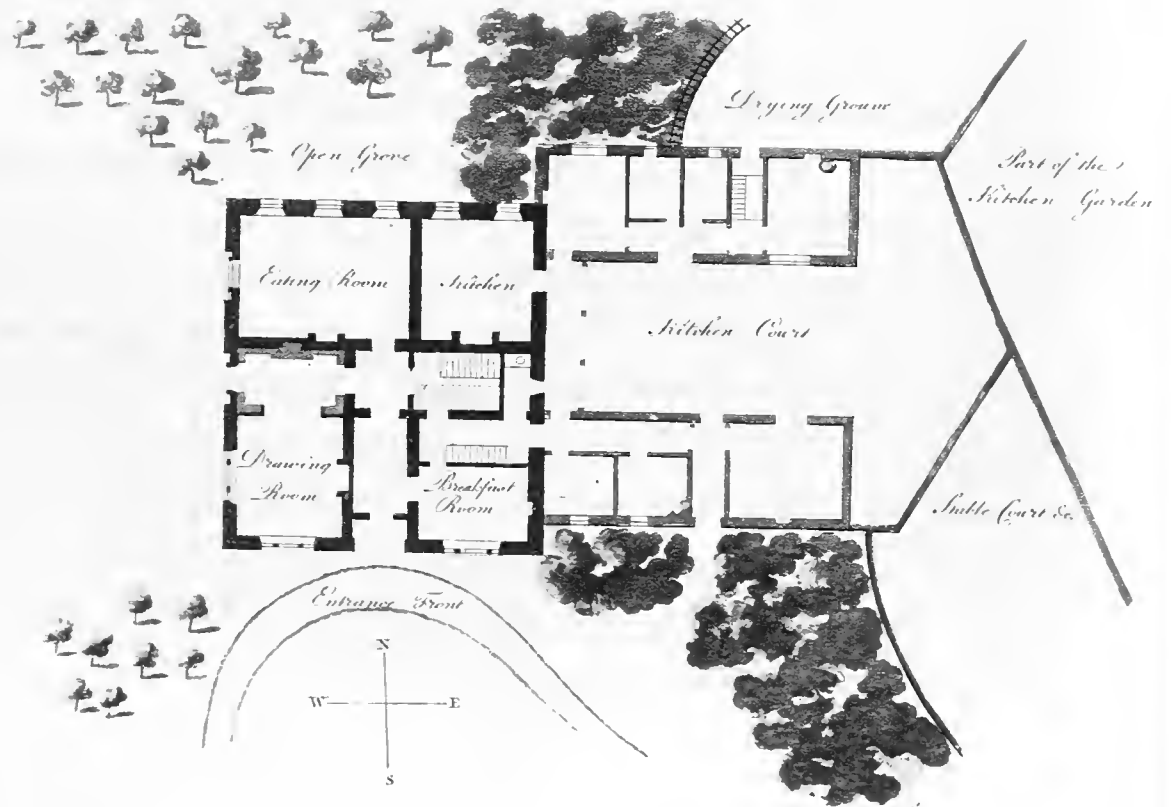 Drying Ground
Open Grove
Part of the
Kitchen Garden
Eating Room
Kitchen
Kitchen Court
Drawing
Room
Breakfast
Room
Stable Court &c.
Entrance Front
N
W
E
S